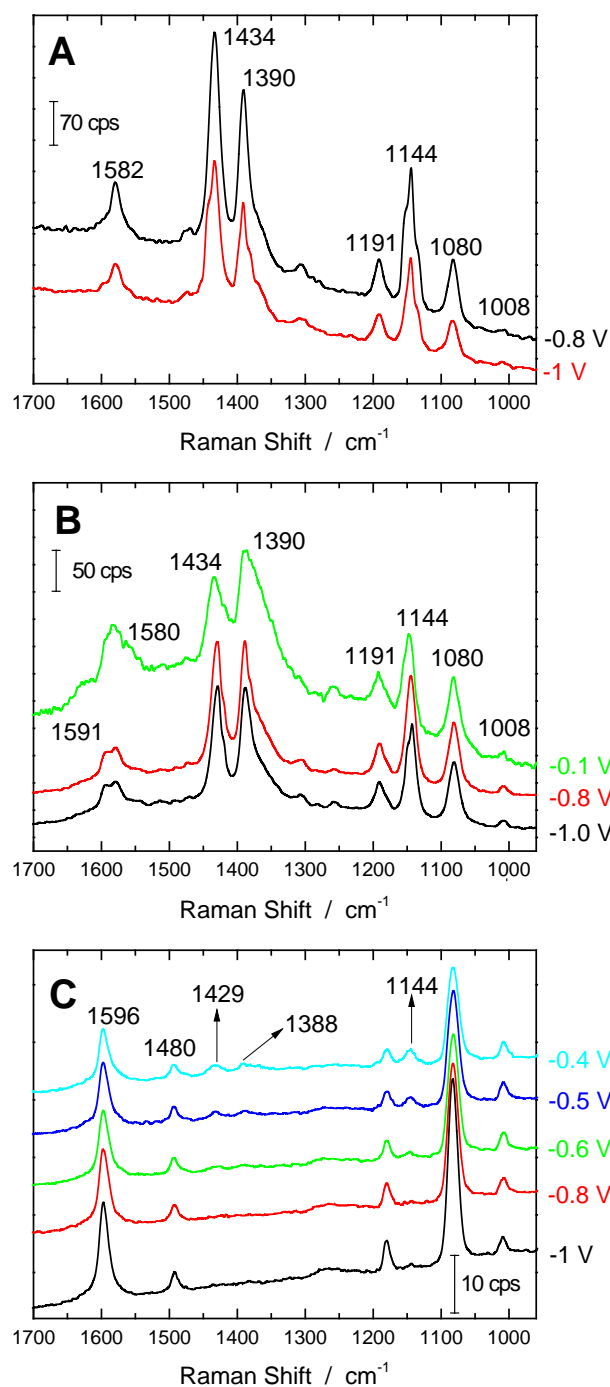 A
70 cps
1582
1434
1390
1191
1144
1080
1008
-0.8 V
-1 V
1700 1600 1500 1400 1300 1200 1100 1000
Raman Shift / cm-1
B
50 cps
1591
1580
1434
1390
1191
1144
1080
1008
-0.1 V
-0.8 V
-1.0 V
1700 1600 1500 1400 1300 1200 1100 1000
Raman Shift / cm-1
C
1596
1480
1429
1388
1144
-0.4 V
-0.5 V
-0.6 V
-0.8 V
-1 V
10 cps
1700 1600 1500 1400 1300 1200 1100 1000
Raman Shift / cm-1